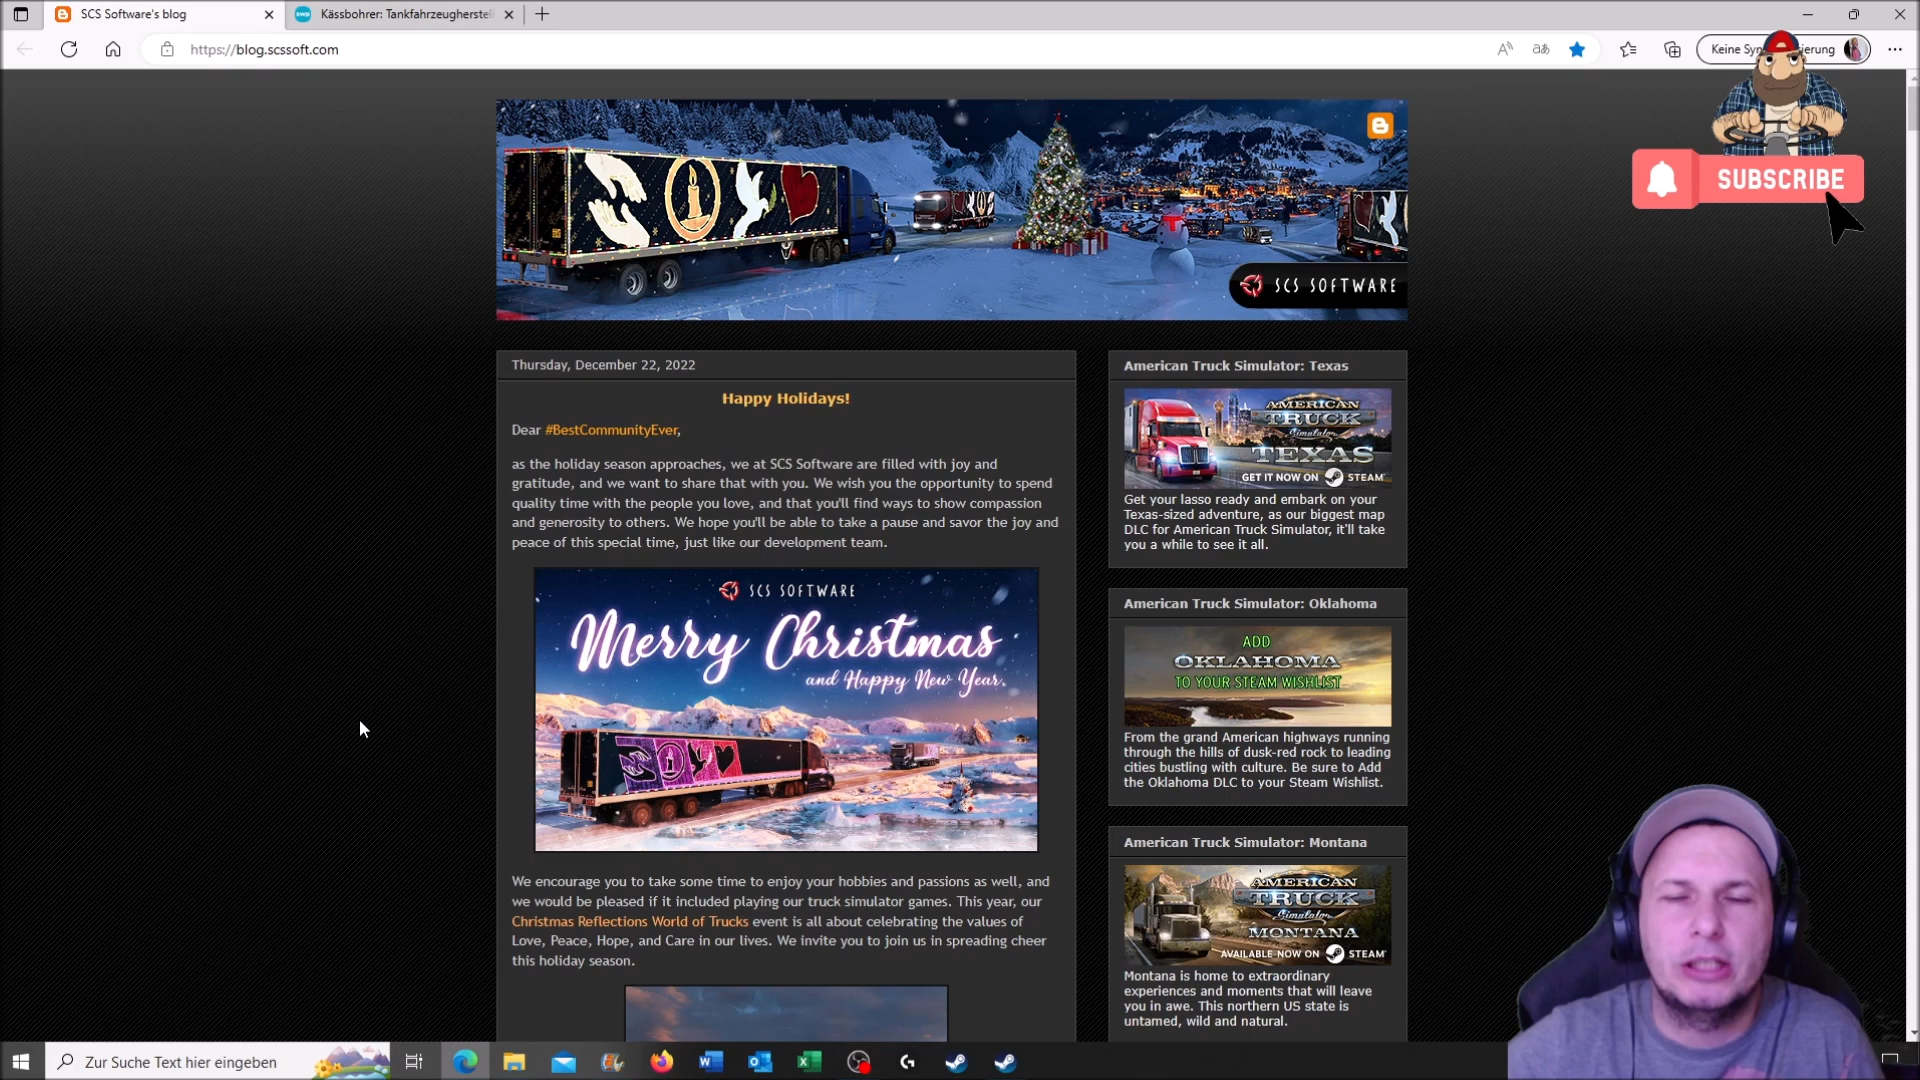 SCS Software's blog
Kässbohrer: Tankfahrzeugherstell
https://blog.scssoft.com
Keine Syn ierung
SUBSCRIBE
SCS SOFTWARE
Thursday, December 22, 2022
Happy Holidays!
Dear #BestCommunityEver,
as the holiday season approaches, we at SCS Software are filled with joy and
gratitude, and we want to share that with you. We wish you the opportunity to spend
quality time with the people you love, and that you'll find ways to show compassion
and generosity to others. We hope you'll be able to take a pause and savor the joy and
peace of this special time, just like our development team.
SCS SOFTWARE
Merry Christmas
and Happy New Year.
We encourage you to take some time to enjoy your hobbies and passions as well, and
we would be pleased if it included playing our truck simulator games. This year, our
Christmas Reflections World of Trucks event is all about celebrating the values of
Love, Peace, Hope, and Care in our lives. We invite you to join us in spreading cheer
this holiday season.
American Truck Simulator: Texas
AMERICAN
TRUCK
Simulator
TEXAS
GET IT NOW ON STEAM
Get your lasso ready and embark on your
Texas-sized adventure, as our biggest map
DLC for American Truck Simulator, it'll take
you a while to see it all.
American Truck Simulator: Oklahoma
ADD
OKLAHOMA
TO YOUR STEAM WISHLIST
From the grand American highways running
through the hills of dusk-red rock to leading
cities bustling with culture. Be sure to Add
the Oklahoma DLC to your Steam Wishlist.
American Truck Simulator: Montana
AMERICAN
TRUCK
Simulator
MONTANA
AVAILABLE NOW ON STEAM
Montana is home to extraordinary
experiences and moments that will leave
you in awe. This northern US state is
untamed, wild and natural.
Zur Suche Text hier eingeben